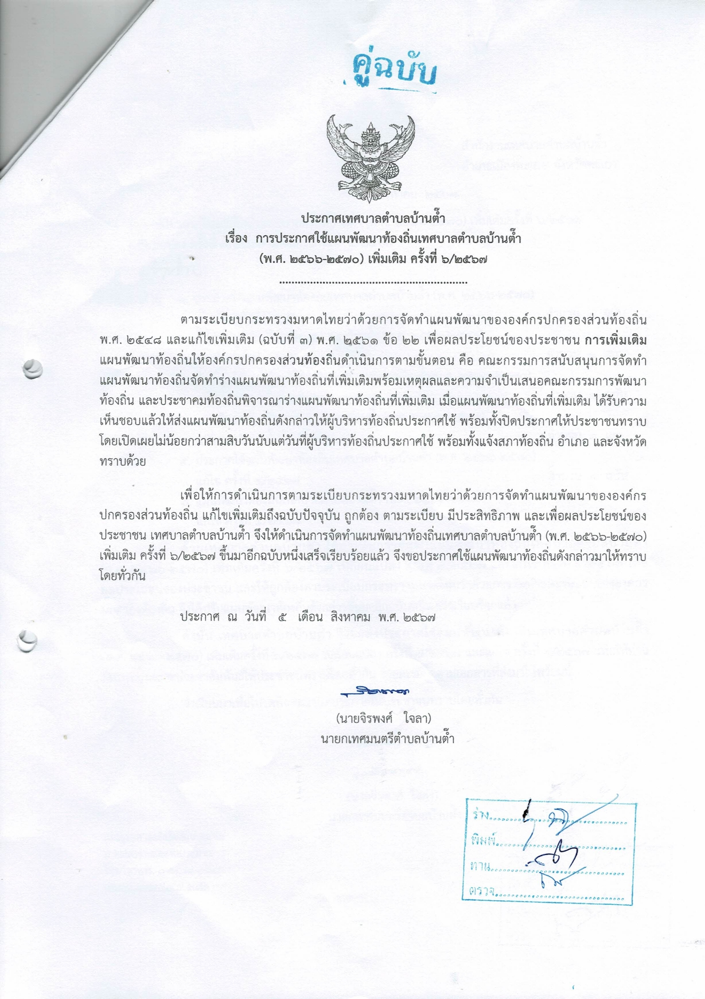 คู่ฉบับ
ประกาศเทศบาลตำบลบ้านต๊ำ
เรื่อง การประกาศใช้แผนพัฒนาท้องถิ่นเทศบาลตำบลบ้านต๊ำ
(พ.ศ. ๒๕๖๖-๒๕๗๐) เพิ่มเติม ครั้งที่ ๖/๒๕๖๗
ตามระเบียบกระทรวงมหาดไทยว่าด้วยการจัดทำแผนพัฒนาขององค์กรปกครองส่วนท้องถิ่น
พ.ศ. ๒๕๔๘ และแก้ไขเพิ่มเติม (ฉบับที่ ๓) พ.ศ. ๒๕๖๑ ข้อ ๒๒ เพื่อผลประโยชน์ของประชาชน การเพิ่มเติม
แผนพัฒนาท้องถิ่นให้องค์กรปกครองส่วนท้องถิ่นดำเนินการตามขั้นตอน คือ คณะกรรมการสนับสนุนการจัดทำ
แผนพัฒนาท้องถิ่นจัดทำร่างแผนพัฒนาท้องถิ่นที่เพิ่มเติมพร้อมเหตุผลและความจำเป็นเสนอคณะกรรมการพัฒนา
ท้องถิ่น และประชาคมท้องถิ่นพิจารณาร่างแผนพัฒนาท้องถิ่นที่เพิ่มเติม เมื่อแผนพัฒนาท้องถิ่นที่เพิ่มเติม ได้รับความ
เห็นชอบแล้วให้ส่งแผนพัฒนาท้องถิ่นดังกล่าวให้ผู้บริหารท้องถิ่นประกาศใช้ พร้อมทั้งปิดประกาศให้ประชาชนทราบ
โดยเปิดเผยไม่น้อยกว่าสามสิบวันนับแต่วันที่ผู้บริหารท้องถิ่นประกาศใช้ พร้อมทั้งแจ้งสภาท้องถิ่น อำเภอ และจังหวัด
ทราบด้วย
เพื่อให้การดำเนินการตามระเบียบกระทรวงมหาดไทยว่าด้วยการจัดทำแผนพัฒนาขององค์กร
ปกครองส่วนท้องถิ่น แก้ไขเพิ่มเติมถึงฉบับปัจจุบัน ถูกต้อง ตามระเบียบ มีประสิทธิภาพ และเพื่อผลประโยชน์ของ
ประชาชน เทศบาลตำบลบ้านต๊ำ จึงให้ดำเนินการจัดทำแผนพัฒนาท้องถิ่นเทศบาลตำบลบ้านต๊ำ (พ.ศ. ๒๕๖๖-๒๕๗๐)
เพิ่มเติม ครั้งที่ ๖/๒๕๖๗ ขึ้นมาอีกฉบับหนึ่งเสร็จเรียบร้อยแล้ว จึงขอประกาศใช้แผนพัฒนาท้องถิ่นดังกล่าวมาให้ทราบ
โดยทั่วกัน
ประกาศ ณ วันที่ ๕ เดือน สิงหาคม พ.ศ. ๒๕๖๗
(นายจิรพงศ์ ใจลา)
นายกเทศมนตรีตำบลบ้านต๊ำ
ร่าง
พิมพ์
ทาน
ตรวจ